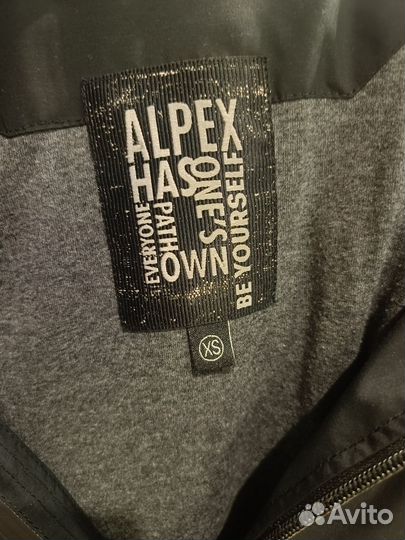 ALPEX
HAS
ONE'S
OWN
EVERYONE
PATH
BE YOURSELF
XS
Avito